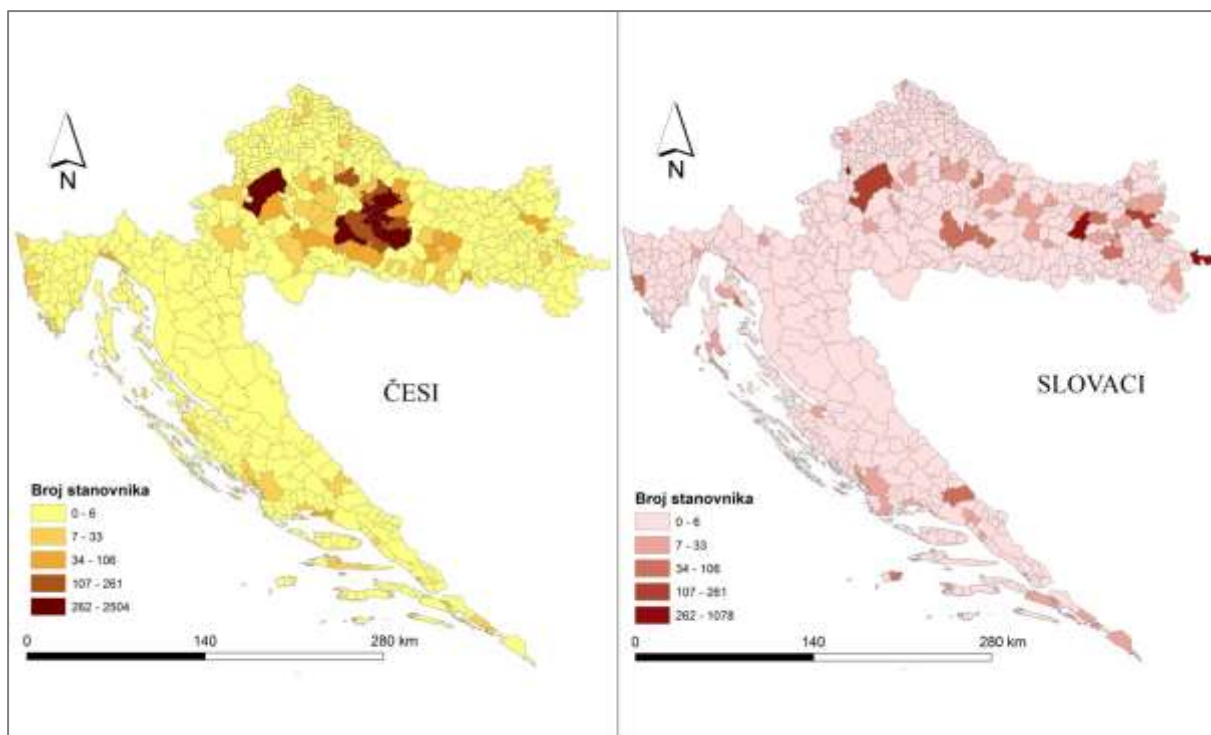 N
ČESI
Broj stanovnika
0 - 6
7 - 33
34 - 106
107 - 261
262 - 2504
0 140 280 km
N
SLOVACI
Broj stanovnika
0 - 6
7 - 33
34 - 106
107 - 261
262 - 1078
0 140 280 km